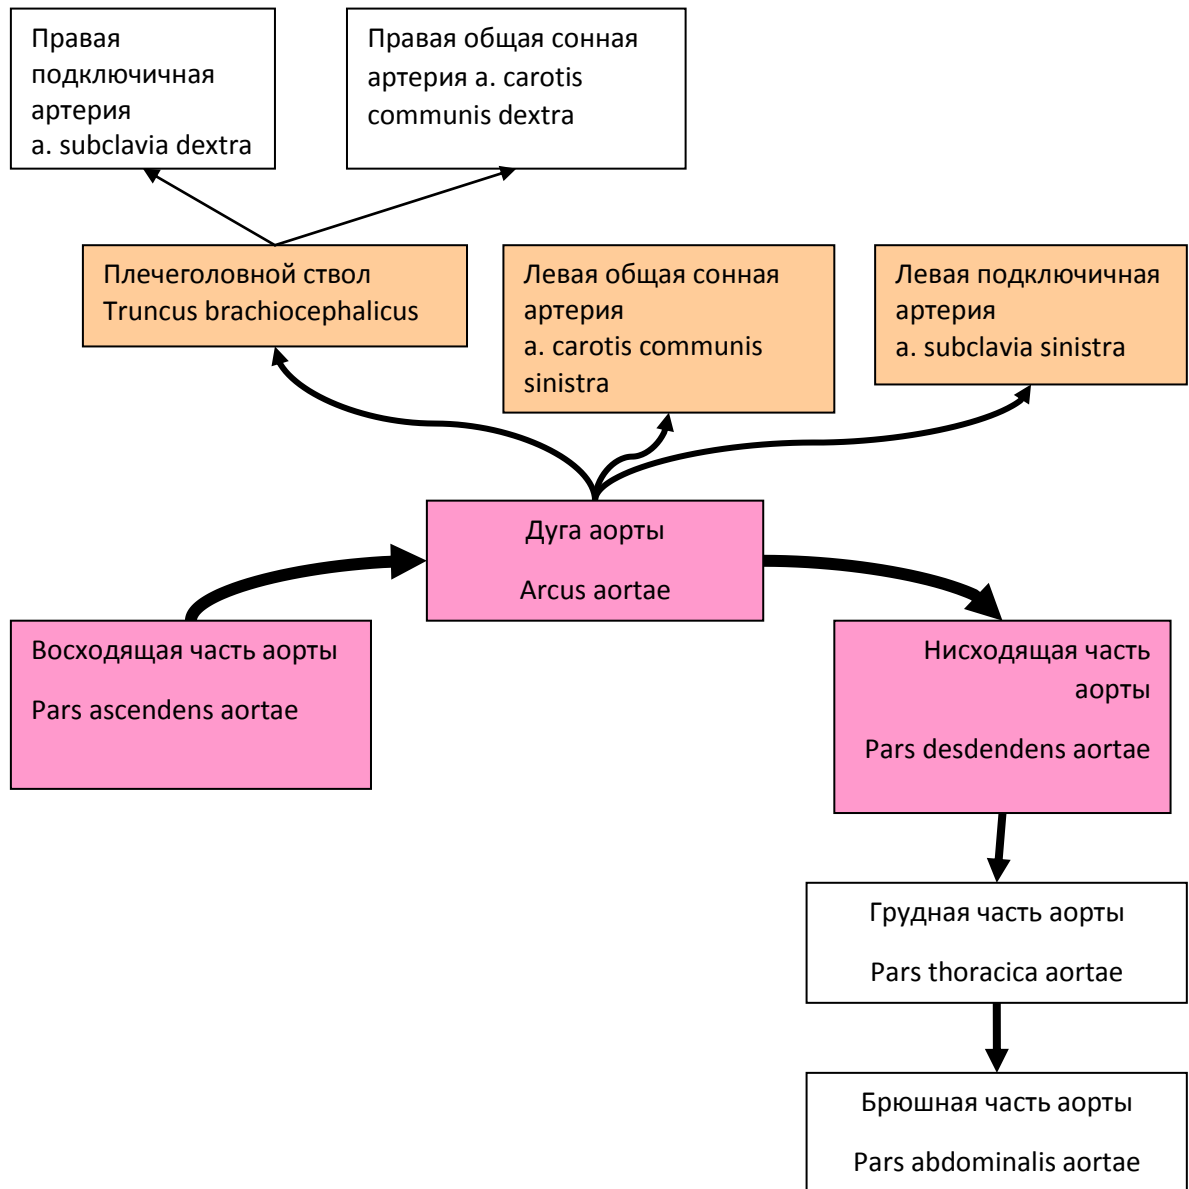 Правая
подключичная
артерия
a. subclavia dextra
Правая общая сонная
артерия a. carotis
communis dextra
Плечеголовной ствол
Truncus brachiocephalicus
Левая общая сонная
артерия
a. carotis communis
sinistra
Левая подключичная
артерия
a. subclavia sinistra
Дуга аорты
Arcus aortae
Восходящая часть аорты
Pars ascendens aortae
Нисходящая часть
аорты
Pars desdendens aortae
Грудная часть аорты
Pars thoracica aortae
Брюшная часть аорты
Pars abdominalis aortae